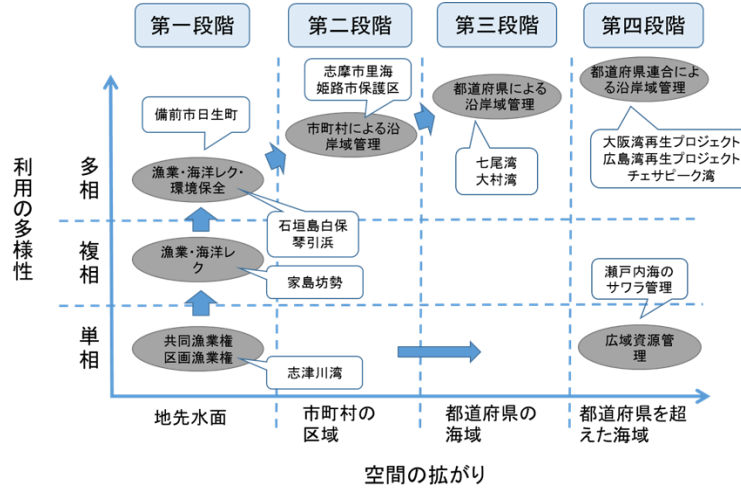 第一段階
第二段階
第三段階
第四段階
志摩市里海
姫路市保護区
都道府県による
沿岸域管理
都道府県連合によ
る沿岸域管理
備前市日生町
市町村による沿
岸域管理
大阪湾再生プロジェクト
広島湾再生プロジェクト
チェサピーク湾
七尾湾
大村湾
利用の多様性
多相
漁業・海洋レク・
環境保全
石垣島白保
琴引浜
複相
漁業・海洋レ
ク
家島坊勢
瀬戸内海の
サワラ管理
単相
共同漁業権
区画漁業権
志津川湾
広域資源管
理
地先水面
市町村の
区域
都道府県の
海域
都道府県を超
えた海域
空間の拡がり